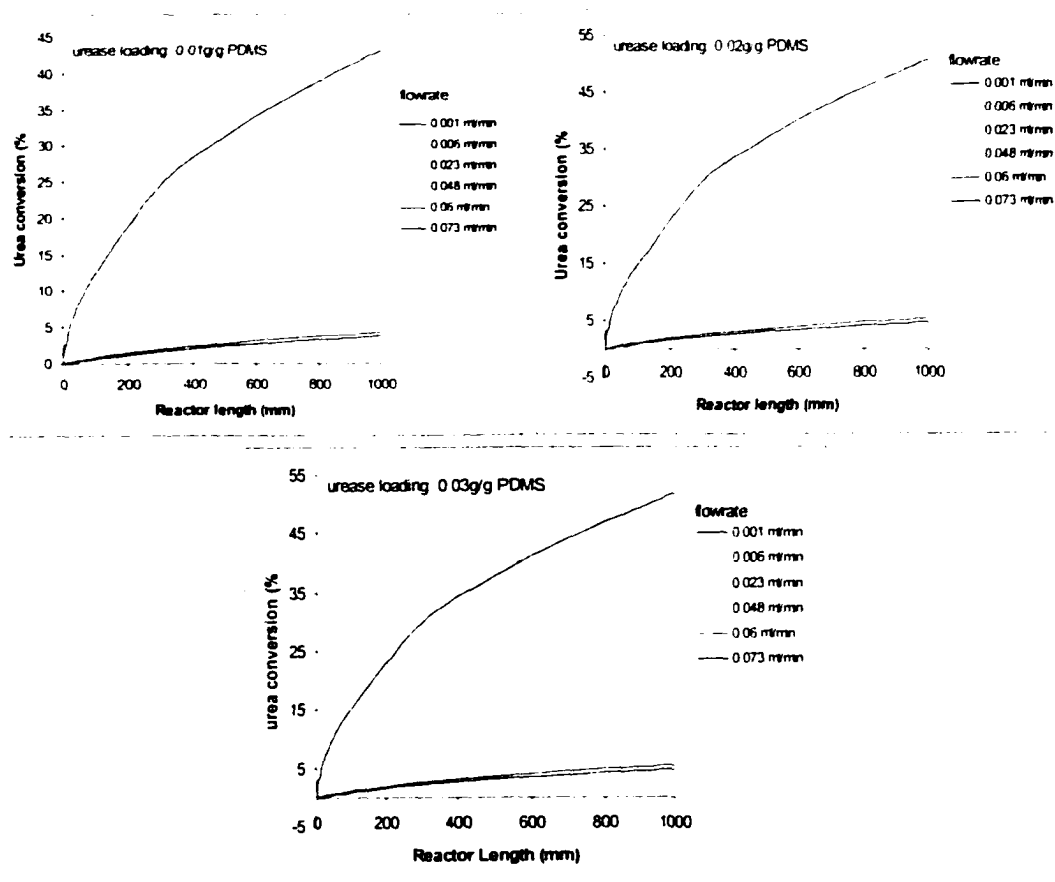 urease loading 0.01g/g PDMS
45
40
35
30
25
20
15
10
5
0
0 200 400 600 800 1000
Urea conversion (%
Reactor length (mm)
flowrate
0.001 ml/min
0.006 ml/min
0.023 ml/min
0.048 ml/min
0.06 ml/min
0.073 ml/min
urease loading 0.02g/g PDMS
55
45
35
25
15
5
-5
0 200 400 600 800 1000
Urea conversion (%
Reactor length (mm)
flowrate
0.001 ml/min
0.006 ml/min
0.023 ml/min
0.048 ml/min
0.06 ml/min
0.073 ml/min
urease loading 0.03g/g PDMS
55
45
35
25
15
5
-5
0 200 400 600 800 1000
urea conversion (%
Reactor Length (mm)
flowrate
0.001 ml/min
0.006 ml/min
0.023 ml/min
0.048 ml/min
0.06 ml/min
0.073 ml/min